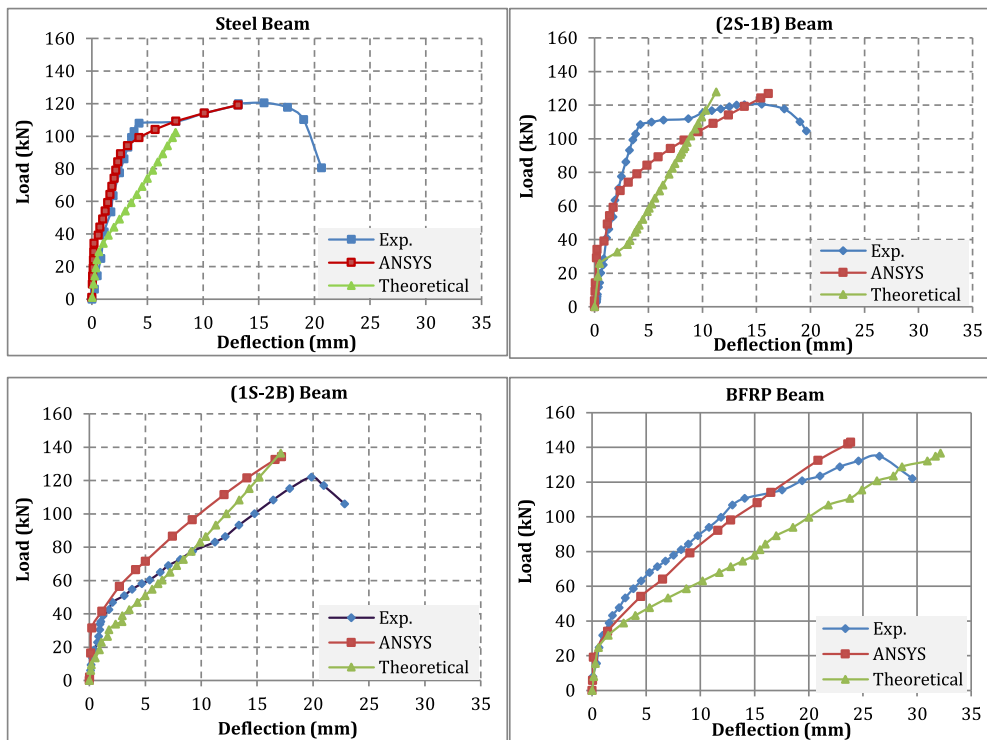 Steel Beam
Load (kN)
160
140
120
100
80
60
40
20
0
Exp.
ANSYS
Theoretical
0 5 10 15 20 25 30 35
Deflection (mm)
(2S-1B) Beam
Load (kN)
160
140
120
100
80
60
40
20
0
Exp.
ANSYS
Theoretical
0 5 10 15 20 25 30 35
Deflection (mm)
(1S-2B) Beam
Load (kN)
160
140
120
100
80
60
40
20
0
Exp.
ANSYS
Theoretical
0 5 10 15 20 25 30 35
Deflection (mm)
BFRP Beam
Load (kN)
160
140
120
100
80
60
40
20
0
Exp.
ANSYS
Theoretical
0 5 10 15 20 25 30 35
Deflection (mm)